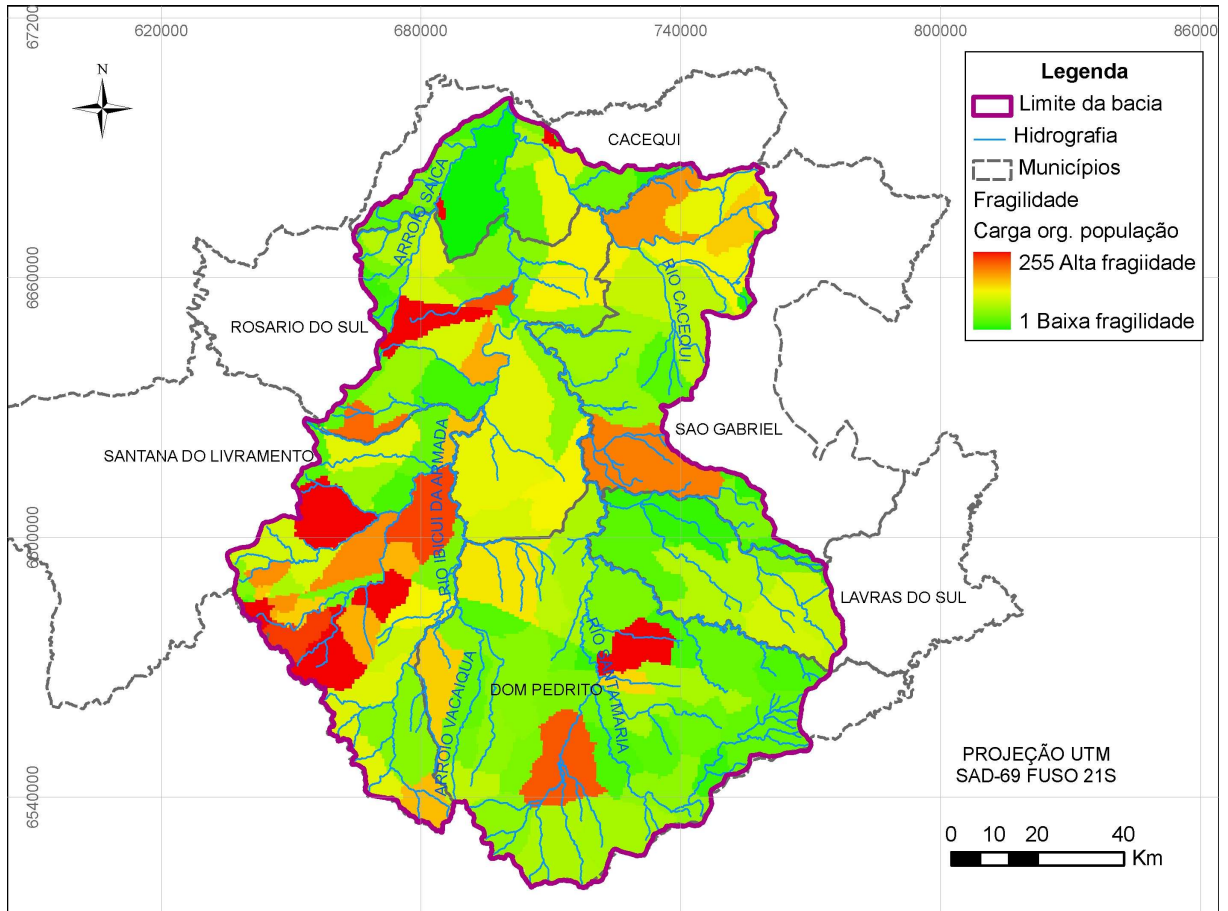 67200
620000
680000
740000
800000
86000
N
Legenda
Limite da bacia
Hidrografia
Municípios
Fragilidade
Carga org. população
255 Alta fragiidade
1 Baixa fragilidade
CACEQUI
ARROIO SAICA
6660000
RIO CACEQUI
ROSARIO DO SUL
SAO GABRIEL
SANTANA DO LIVRAMENTO
RIO IBICUI DA ARMADA
6600000
LAVRAS DO SUL
RIO SANTA MARIA
DOM PEDRITO
ARROIO VACAIQUA
PROJEÇÃO UTM
SAD-69 FUSO 21S
6540000
0 10 20 40
Km